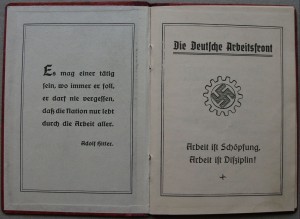 Es mag einer tätig
sein, wo immer er soll,
er darf nie vergessen,
daß die Nation nur lebt
durch die Arbeit aller.
Adolf Hitler.
Die Deutsche Arbeitsfront
Arbeit ist Schöpfung,
Arbeit ist Disziplin!